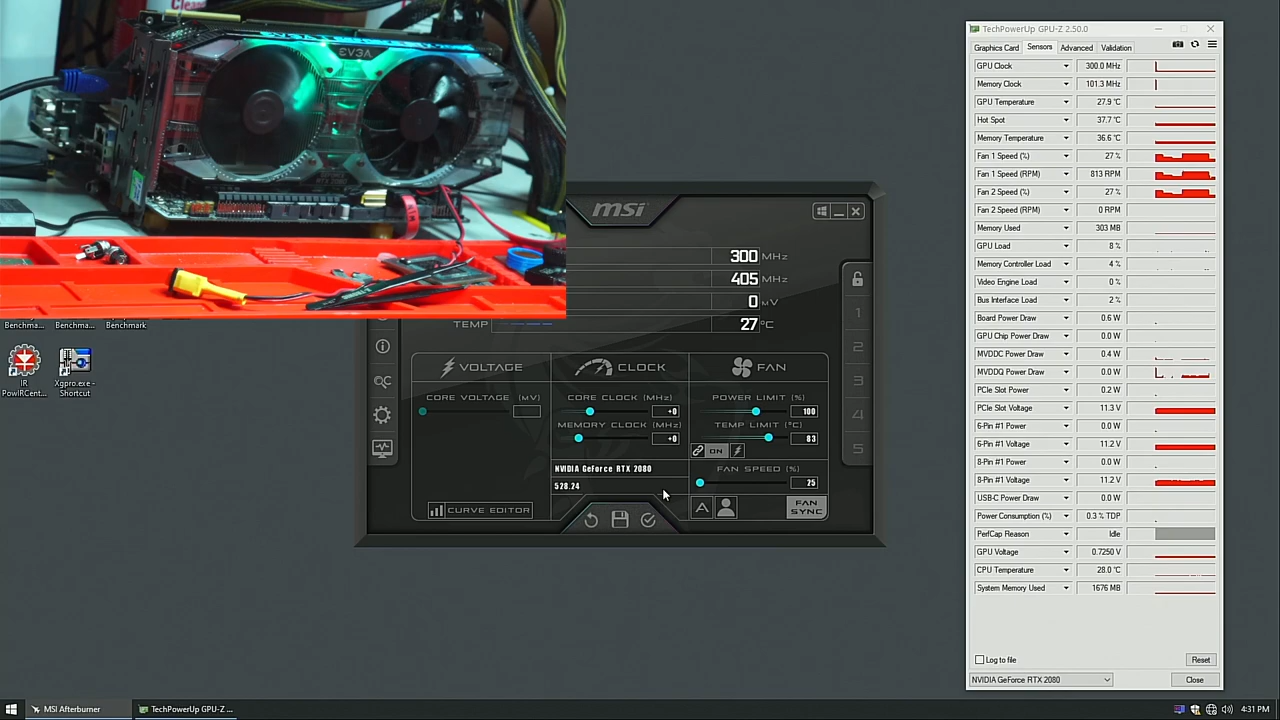 EVGA
Benchma...
Benchma...
Benchmark
IR
PowIRCent...
Xgpro.exe -
Shortcut
msi
300 MHz
405 MHz
0 mV
TEMP 27 °C
VOLTAGE
CLOCK
FAN
CORE VOLTAGE (MV)
CORE CLOCK (MHz)
+0
POWER LIMIT (%)
100
MEMORY CLOCK (MHz)
+0
TEMP LIMIT (°C)
83
ON
NVIDIA GeForce RTX 2080
528.24
FAN SPEED (%)
25
CURVE EDITOR
A
FAN
SYNC
1
2
3
4
5
TechPowerUp GPU-Z 2.50.0
Graphics Card Sensors Advanced Validation
GPU Clock 300.0 MHz
Memory Clock 101.3 MHz
GPU Temperature 27.9 °C
Hot Spot 37.7 °C
Memory Temperature 36.6 °C
Fan 1 Speed (%) 27 %
Fan 1 Speed (RPM) 813 RPM
Fan 2 Speed (%) 27 %
Fan 2 Speed (RPM) 0 RPM
Memory Used 303 MB
GPU Load 8 %
Memory Controller Load 4 %
Video Engine Load 0 %
Bus Interface Load 2 %
Board Power Draw 0.6 W
GPU Chip Power Draw 0.0 W
MVDDC Power Draw 0.4 W
MVDDQ Power Draw 0.0 W
PCIe Slot Power 0.2 W
PCIe Slot Voltage 11.3 V
6-Pin #1 Power 0.0 W
6-Pin #1 Voltage 11.2 V
8-Pin #1 Power 0.0 W
8-Pin #1 Voltage 11.2 V
USB-C Power Draw 0.0 W
Power Consumption (%) 0.3 % TDP
PerfCap Reason Idle
GPU Voltage 0.7250 V
CPU Temperature 28.0 °C
System Memory Used 1676 MB
Log to file
Reset
NVIDIA GeForce RTX 2080
Close
MSI Afterburner
TechPowerUp GPU-Z ...
4:31 PM